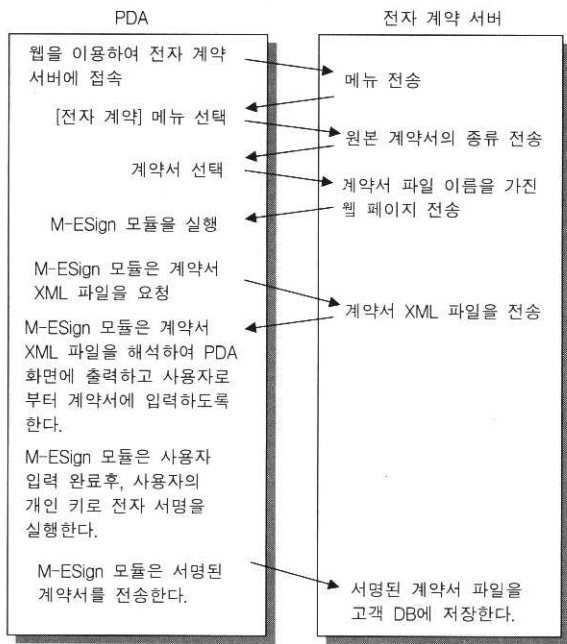 PDA
전자 계약 서버
웹을 이용하여 전자 계약
서버에 접속
메뉴 전송
[전자 계약] 메뉴 선택
원본 계약서의 종류 전송
계약서 선택
계약서 파일 이름을 가진
웹 페이지 전송
M-ESign 모듈을 실행
M-ESign 모듈은 계약서
XML 파일을 요청
계약서 XML 파일을 전송
M-ESign 모듈은 계약서
XML 파일을 해석하여 PDA
화면에 출력하고 사용자로
부터 계약서에 입력하도록
한다.
M-ESign 모듈은 사용자
입력 완료후, 사용자의
개인 키로 전자 서명을
실행한다.
M-ESign 모듈은 서명된
계약서를 전송한다.
서명된 계약서 파일을
고객 DB에 저장한다.